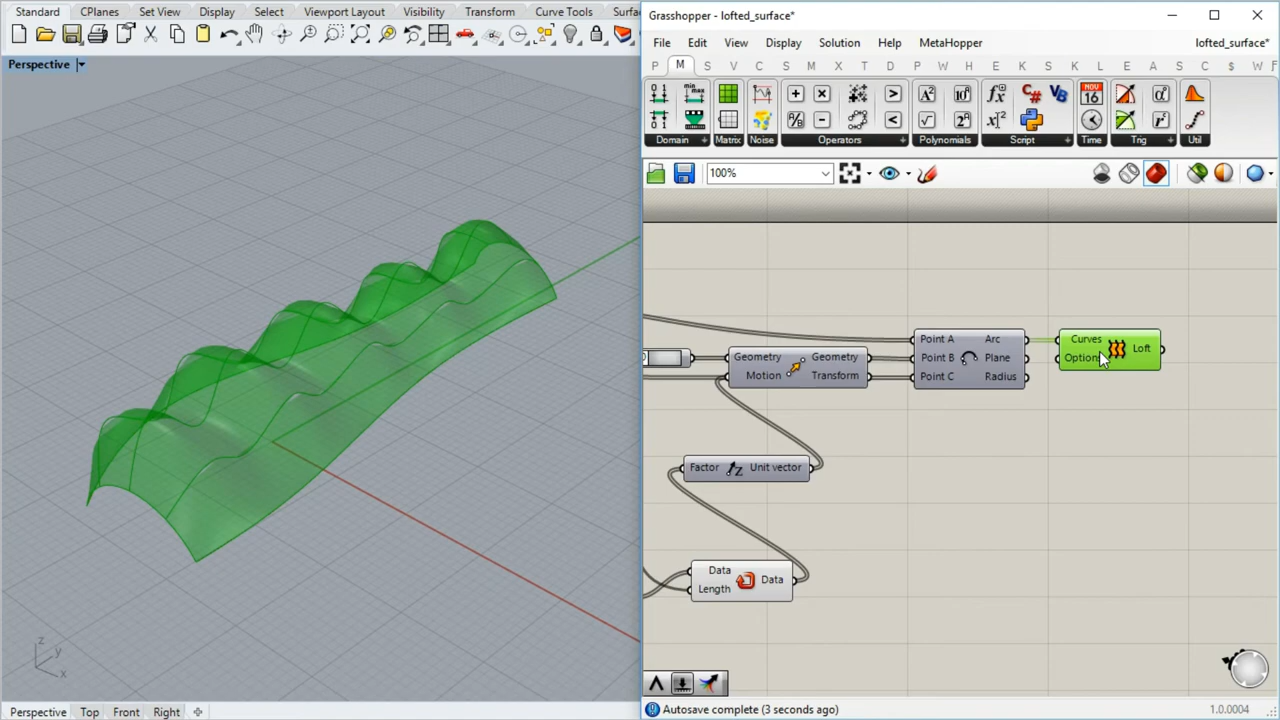 Standard CPlanes Set View Display Select Viewport Layout Visibility Transform Curve Tools Surfa
Perspective
z
y
x
Perspective Top Front Right
Grasshopper - lofted_surface*
File Edit View Display Solution Help MetaHopper lofted_surface*
P M S V C S M X T D P W H E K S K L E S C $ W F
Domain Matrix Noise Operators Polynomials Script Time Trig Util
100%
Geometry Geometry
Motion Transform
Point A Arc
Point B Plane
Point C Radius
Curves Loft
Option
Factor Unit vector
Data Data
Length
Autosave complete (3 seconds ago) 1.0.0004